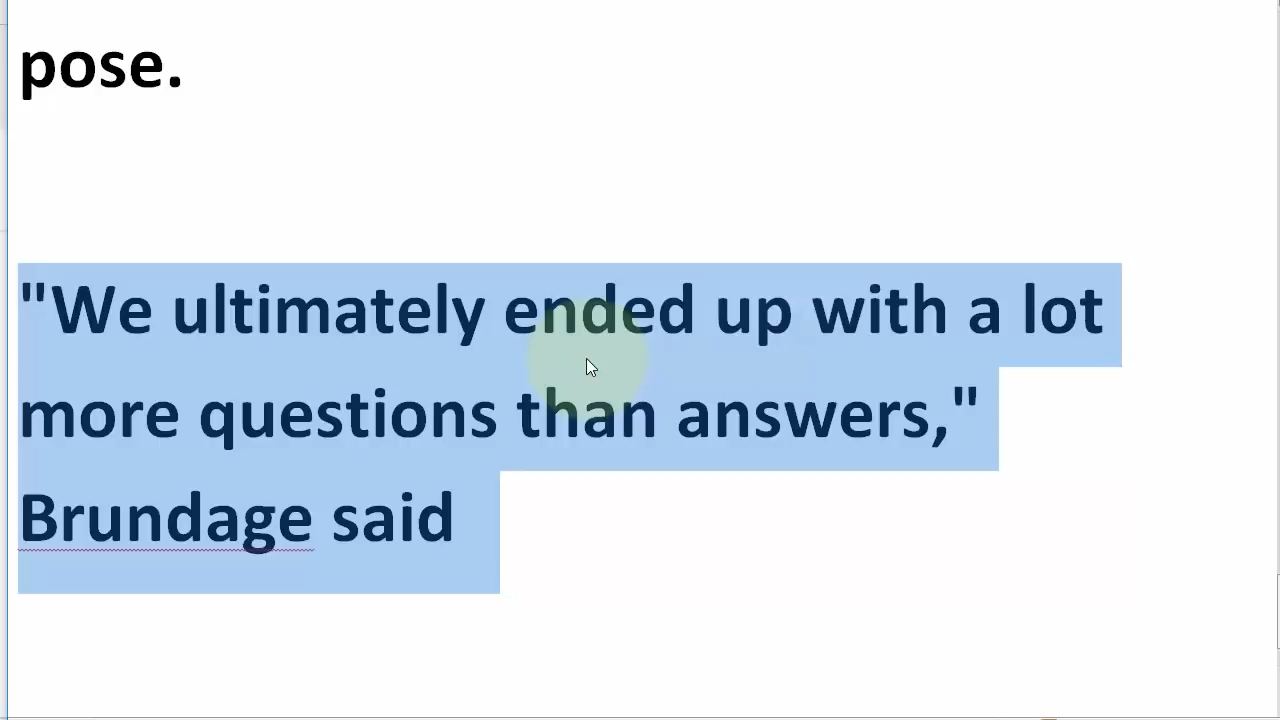 pose.
"We ultimately ended up with a lot
more questions than answers,"
Brundage said